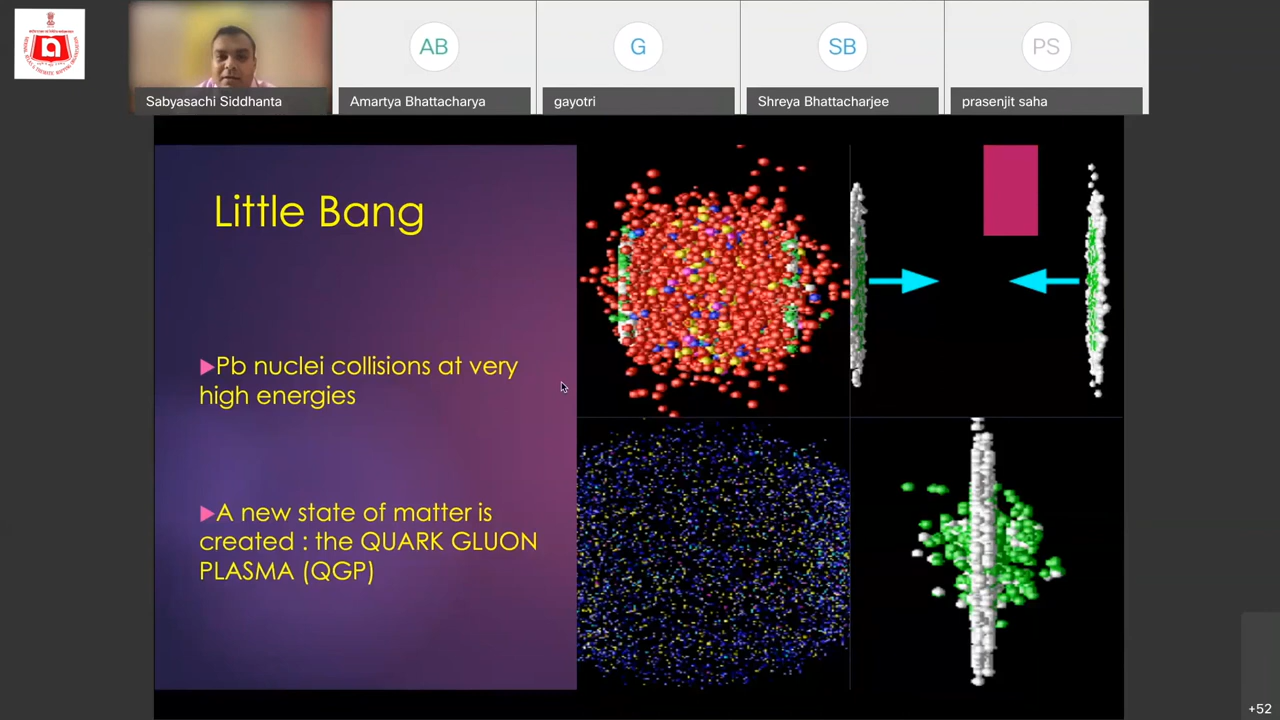 AB
G
SB
PS
Sabyasachi Siddhanta
Amartya Bhattacharya
gayotri
Shreya Bhattacharjee
prasenjit saha
Little Bang
Pb nuclei collisions at very
high energies
A new state of matter is
created : the QUARK GLUON
PLASMA (QGP)
+52